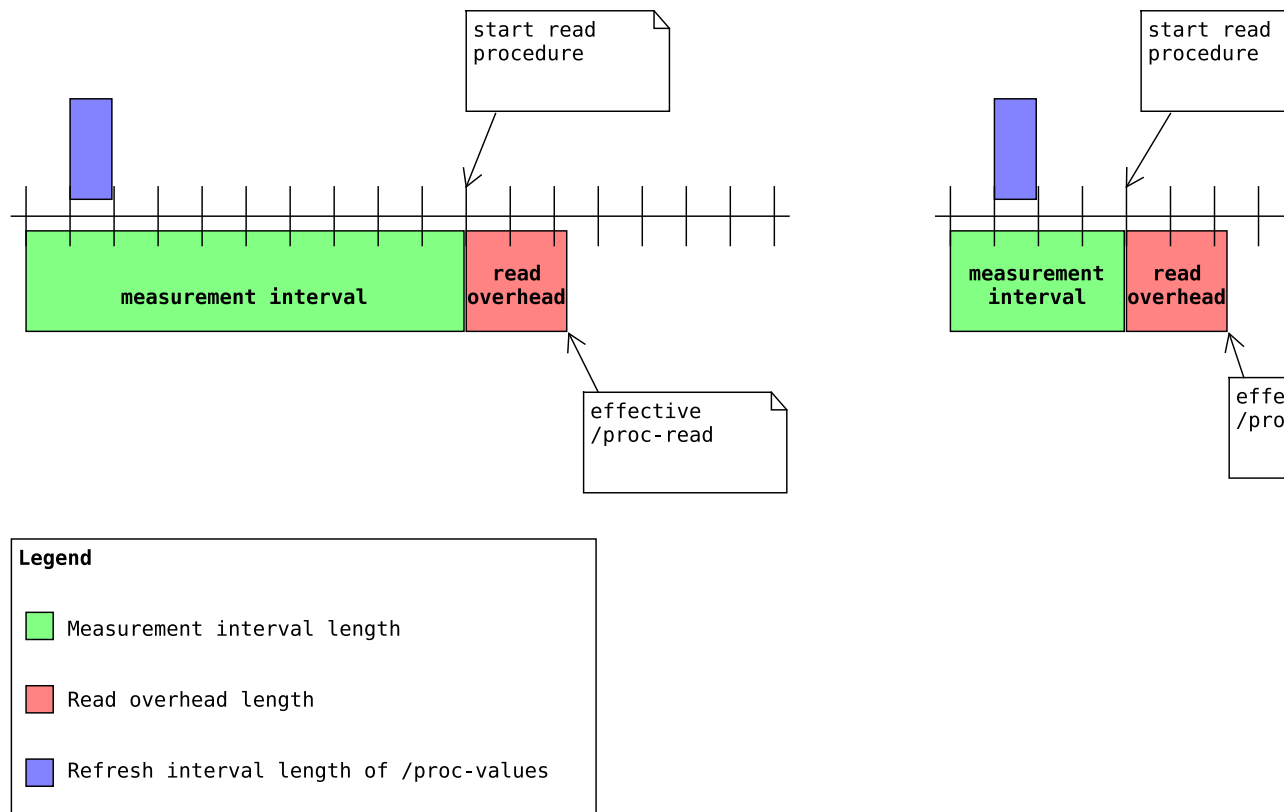 start read
procedure
start read
procedure
measurement interval
read
overhead
measurement
interval
read
overhead
effective
/proc-read
Legend
Measurement interval length
Read overhead length
Refresh interval length of /proc-values